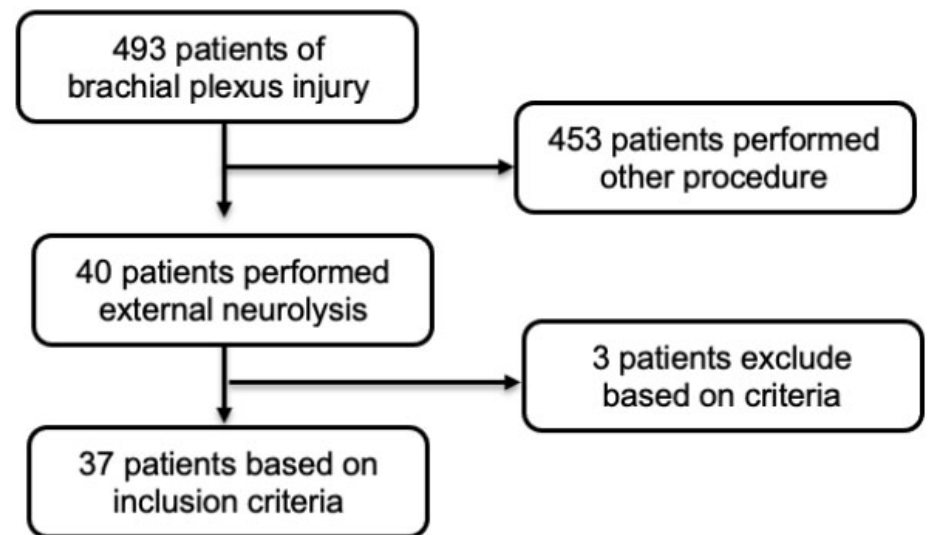 493 patients of
brachial plexus injury
453 patients performed
other procedure
40 patients performed
external neurolysis
3 patients exclude
based on criteria
37 patients based on
inclusion criteria